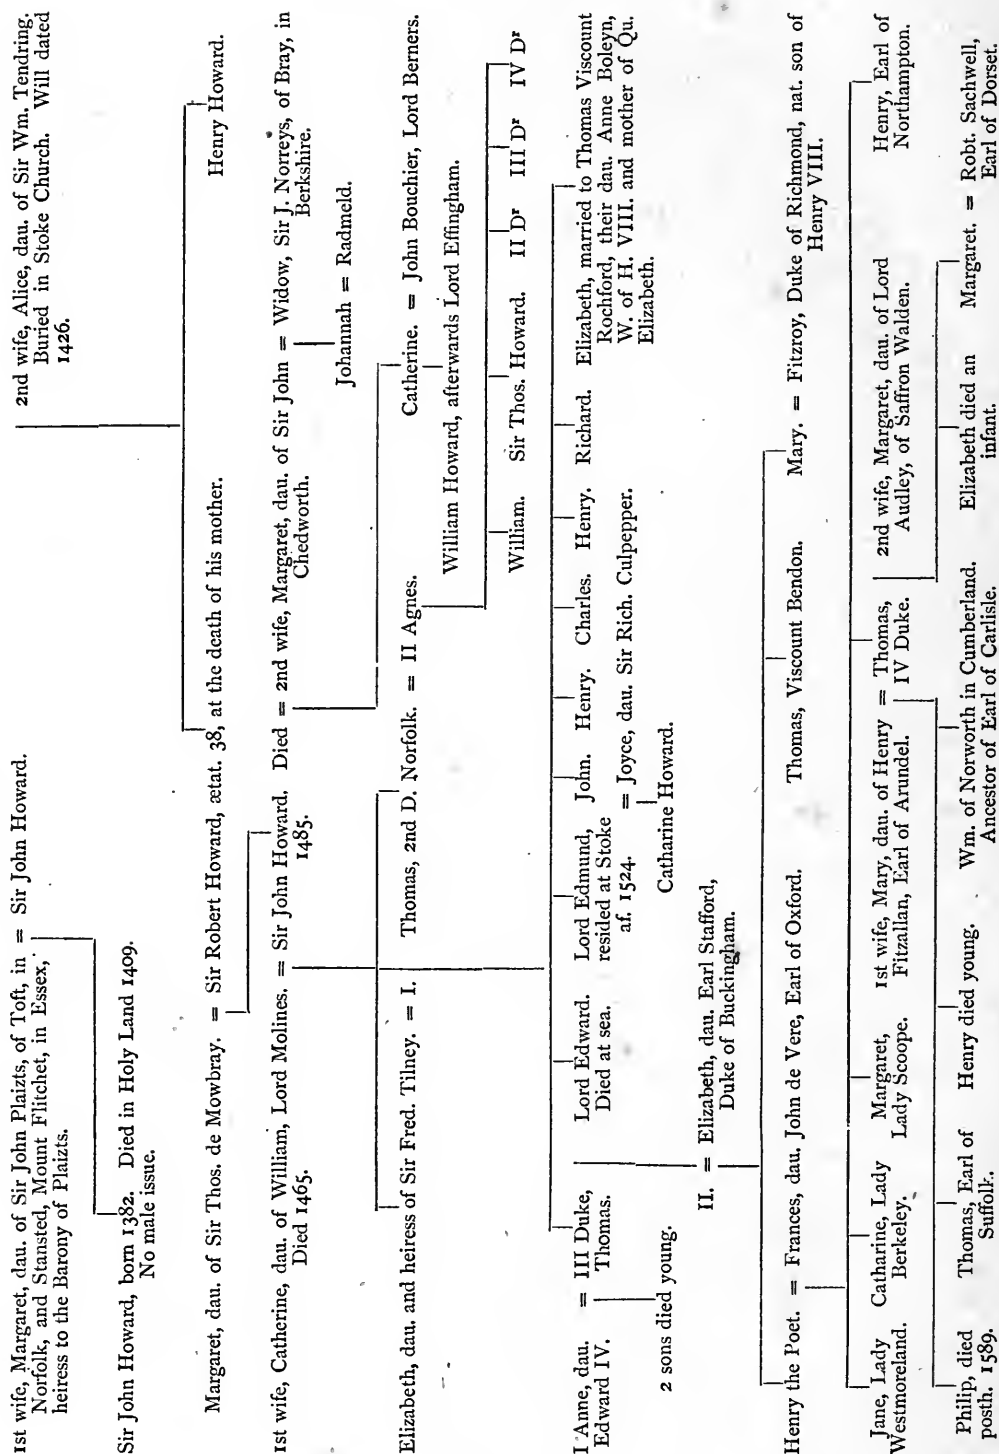 1st wife, Margaret, dau. of Sir John Plaizts, of Toft, in = Sir John Howard.
Norfolk, and Stansted, Mount Flitchet, in Essex,
heiress to the Barony of Plaizts.
2nd wife, Alice, dau. of Sir Wm. Tendring.
Buried in Stoke Church. Will dated
1426.
Sir John Howard, born 1382. Died in Holy Land 1409.
No male issue.
Margaret, dau. of Sir Thos. de Mowbray. = Sir Robert Howard, ætat. 38, at the death of his mother.
Henry Howard.
1st wife, Catherine, dau. of William, Lord Molines. = Sir John Howard. Died = 2nd wife, Margaret, dau. of Sir John = Widow, Sir J. Norreys, of Bray, in
Died 1465.
1485.
Chedworth.
Berkshire.
Johannah = Radmeld.
Elizabeth, dau. and heiress of Sir Fred. Tilney. = I. Thomas, 2nd D. Norfolk. = II Agnes.
Catherine. = John Bouchier, Lord Berners.
William Howard, afterwards Lord Effingham.
William. Sir Thos. Howard. II Dr III Dr IV Dr
I Anne, dau. = III Duke,
Edward IV. Thomas.
2 sons died young.
Lord Edward.
Died at sea.
Lord Edmund,
resided at Stoke
af. 1524.
= Joyce, dau. Sir Rich. Culpepper.
Catharine Howard.
John. Henry. Charles. Henry. Richard.
Elizabeth, married to Thomas Viscount
Rochford, their dau. Anne Boleyn,
W. of H. VIII. and mother of Qu.
Elizabeth.
II. = Elizabeth, dau. Earl Stafford,
Duke of Buckingham.
Henry the Poet. = Frances, dau. John de Vere, Earl of Oxford.
Thomas, Viscount Bendon.
Mary. = Fitzroy, Duke of Richmond, nat. son of
Henry VIII.
Jane, Lady
Westmoreland.
Catharine, Lady
Berkeley.
Margaret,
Lady Scoope.
1st wife, Mary, dau. of Henry = Thomas,
Fitzallan, Earl of Arundel. IV Duke.
2nd wife, Margaret, dau. of Lord
Audley, of Saffron Walden.
Henry, Earl of
Northampton.
Philip, died
posth. 1589.
Thomas, Earl of
Suffolk.
Henry died young.
Wm. of Norworth in Cumberland.
Ancestor of Earl of Carlisle.
Elizabeth died an
infant.
Margaret. = Robt. Sachwell,
Earl of Dorset.